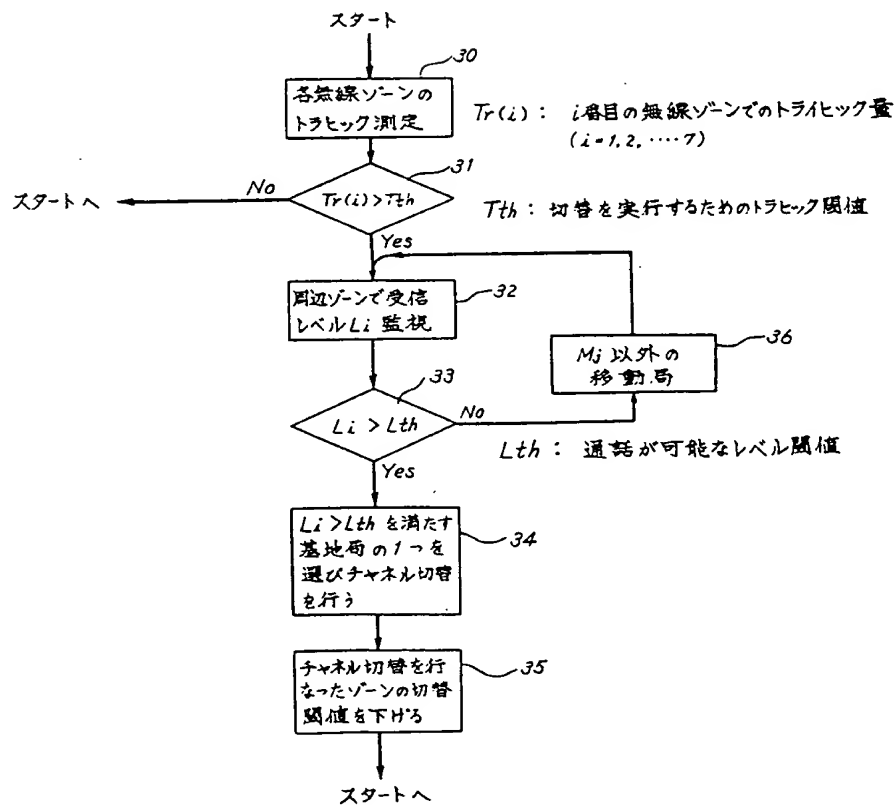 スタート
30
各無線ゾーンの
トラヒック測定
Tr(i): i番目の無線ゾーンでのトライヒック量
(i=1,2,････7)
31
No
スタートへ
Tr(i)>Tth
Tth: 切替を実行するためのトラヒック閾値
Yes
周辺ゾーンで受信
レベルLi監視
32
Mj以外の
移動局
36
33
Li>Lth
No
Lth: 通話が可能なレベル閾値
Yes
Li>Lthを満たす
基地局の1つを
選びチャネル切替
を行う
34
チャネル切替を行
なったゾーンの切替
閾値を下げる
35
スタートへ